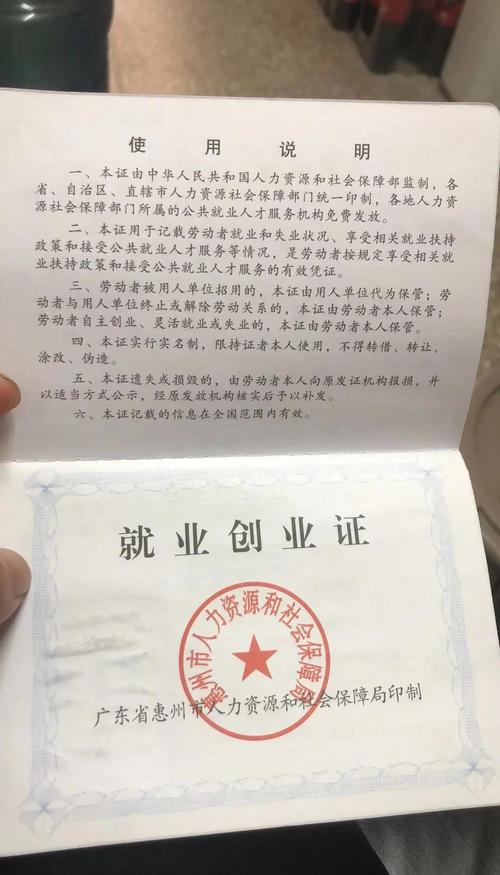 使用说明
一、本证由中华人民共和国人力资源和社会保障部监制，各
省、自治区、直辖市人力资源社会保障部门统一印制，各地人力资
源社会保障部门所属的公共就业人才服务机构免费发放。
二、本证用于记载劳动者就业和失业状况、享受相关就业扶持
政策和接受公共就业人才服务等情况，是劳动者按规定享受相关就
业扶持政策和接受公共就业人才服务的有效凭证。
三、劳动者被用人单位招用的，本证由用人单位代为保管；劳
动者与用人单位终止或解除劳动关系的，本证由劳动者本人保管；
劳动者自主创业、灵活就业或失业的，本证由劳动者本人保管。
四、本证实行实名制，限持证者本人使用，不得转借、转让、
涂改、伪造。
五、本证遗失或损毁的，由劳动者本人向原发证机构报损，并
以适当方式公示，经原发放机构核实后予以补发。
六、本证记载的信息在全国范围内有效。
就业创业证
惠州市人力资源和社会保障局
广东省惠州市人力资源和社会保障局印制